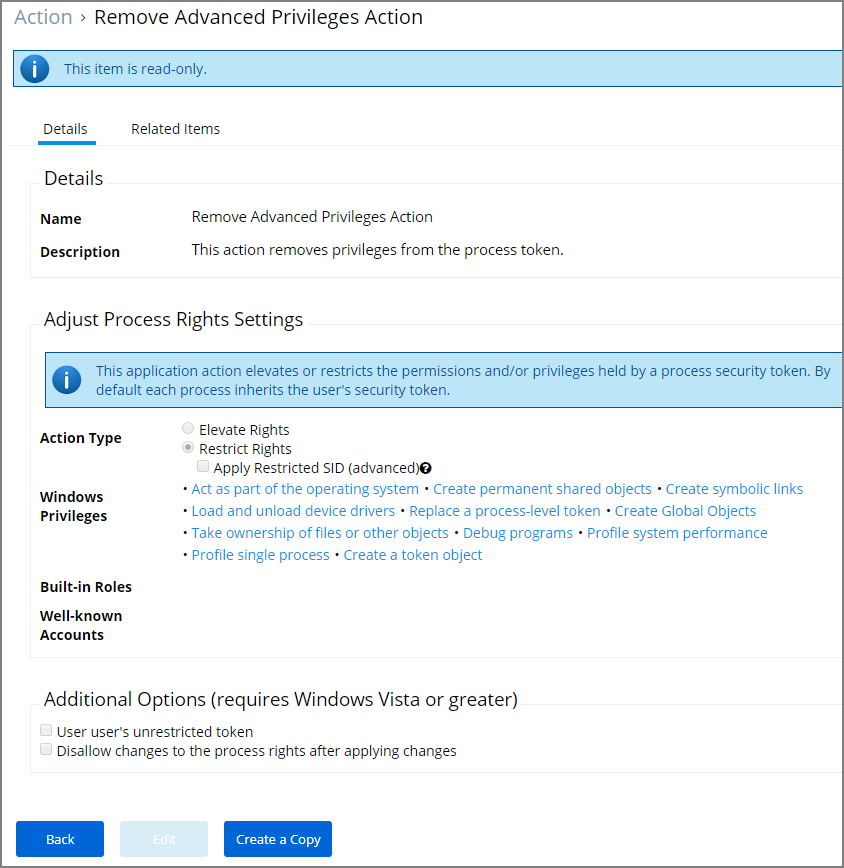 Action › Remove Advanced Privileges Action
This item is read-only.
Details Related Items
Details
Name Remove Advanced Privileges Action
Description This action removes privileges from the process token.
Adjust Process Rights Settings
This application action elevates or restricts the permissions and/or privileges held by a process security token. By
default each process inherits the user's security token.
Action Type
Elevate Rights
Restrict Rights
Apply Restricted SID (advanced)
Windows
Privileges
• Act as part of the operating system • Create permanent shared objects • Create symbolic links
• Load and unload device drivers • Replace a process-level token • Create Global Objects
• Take ownership of files or other objects • Debug programs • Profile system performance
• Profile single process • Create a token object
Built-in Roles
Well-known
Accounts
Additional Options (requires Windows Vista or greater)
User user's unrestricted token
Disallow changes to the process rights after applying changes
Back Edit Create a Copy